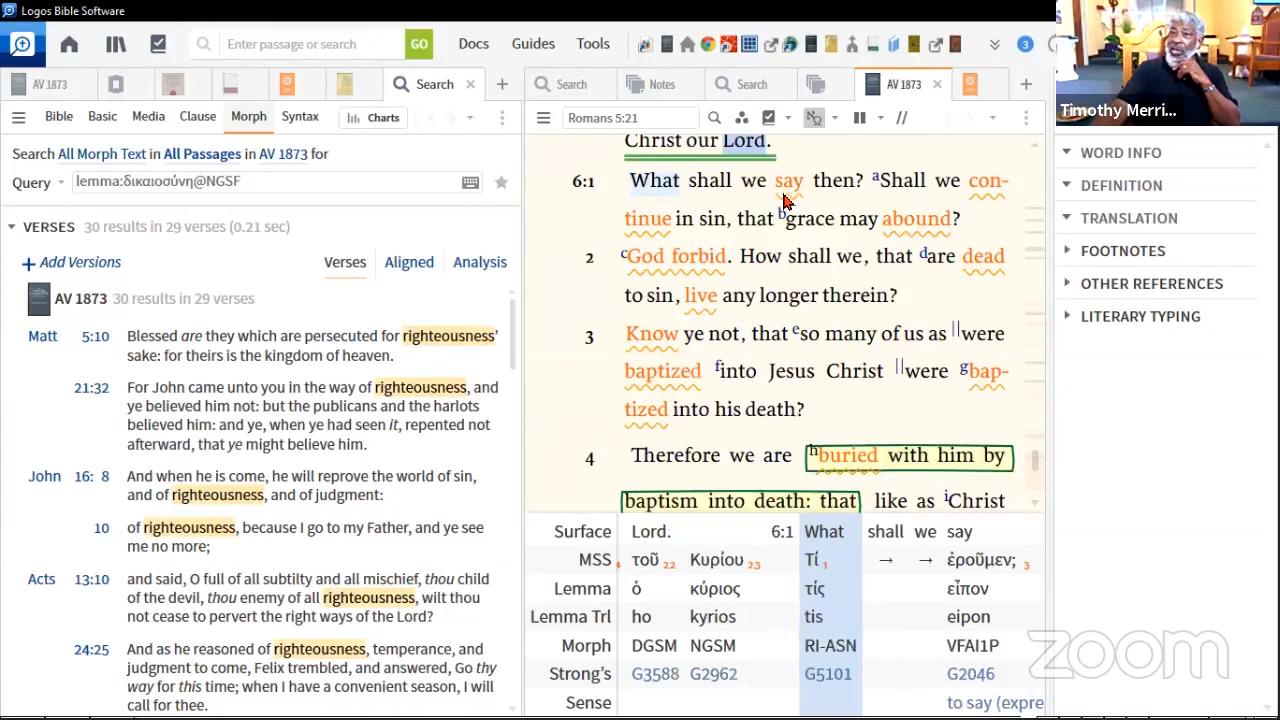 Logos Bible Software
Enter passage or search
GO
Docs
Guides
Tools
3
AV 1873
Search
Search
Notes
Search
AV 1873
Timothy Merri...
Bible
Basic
Media
Clause
Morph
Syntax
Charts
Romans 5:21
Search All Morph Text in All Passages in AV 1873 for
Query
lemma:δικαιοσύνη@NGSF
VERSES 30 results in 29 verses (0.21 sec)
Add Versions
Verses
Aligned
Analysis
AV 1873 30 results in 29 verses
Matt 5:10 Blessed are they which are persecuted for righteousness’
sake: for theirs is the kingdom of heaven.
21:32 For John came unto you in the way of righteousness, and
ye believed him not: but the publicans and the harlots
believed him: and ye, when ye had seen it, repented not
afterward, that ye might believe him.
John 16: 8 And when he is come, he will reprove the world of sin,
and of righteousness, and of judgment:
10 of righteousness, because I go to my Father, and ye see
me no more;
Acts 13:10 and said, O full of all subtilty and all mischief, thou child
of the devil, thou enemy of all righteousness, wilt thou
not cease to pervert the right ways of the Lord?
24:25 And as he reasoned of righteousness, temperance, and
judgment to come, Felix trembled, and answered, Go thy
way for this time; when I have a convenient season, I will
call for thee.
Christ our Lord.
6:1 What shall we say then? aShall we con-
tinue in sin, that bgrace may abound?
2 cGod forbid. How shall we, that dare dead
to sin, live any longer therein?
3 Know ye not, that eso many of us as ||were
baptized finto Jesus Christ ||were gbap-
tized into his death?
4 Therefore we are hburied with him by
baptism into death: that like as iChrist
Surface Lord. 6:1 What shall we say
MSS τοῦ 22 Κυρίου 23 Τί 1 → → ἐροῦμεν; 3
Lemma ὁ κύριος τίς εἶπον
Lemma Trl ho kyrios tis eipon
Morph DGSM NGSM RI-ASN VFAI1P
Strong's G3588 G2962 G5101 G2046
Sense to say (expre
WORD INFO
DEFINITION
TRANSLATION
FOOTNOTES
OTHER REFERENCES
LITERARY TYPING
zoom